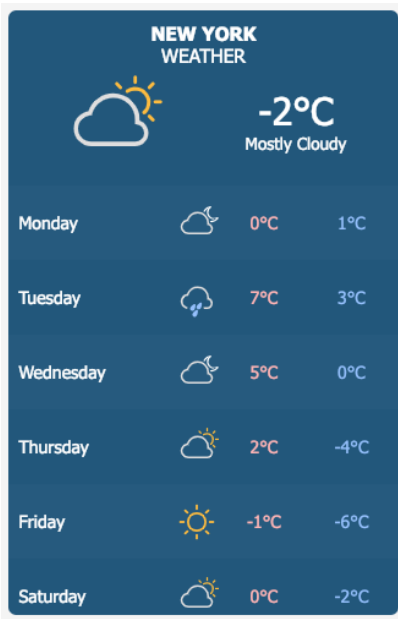 NEW YORK
WEATHER
-2°C
Mostly Cloudy
Monday 0°C 1°C
Tuesday 7°C 3°C
Wednesday 5°C 0°C
Thursday 2°C -4°C
Friday -1°C -6°C
Saturday 0°C -2°C